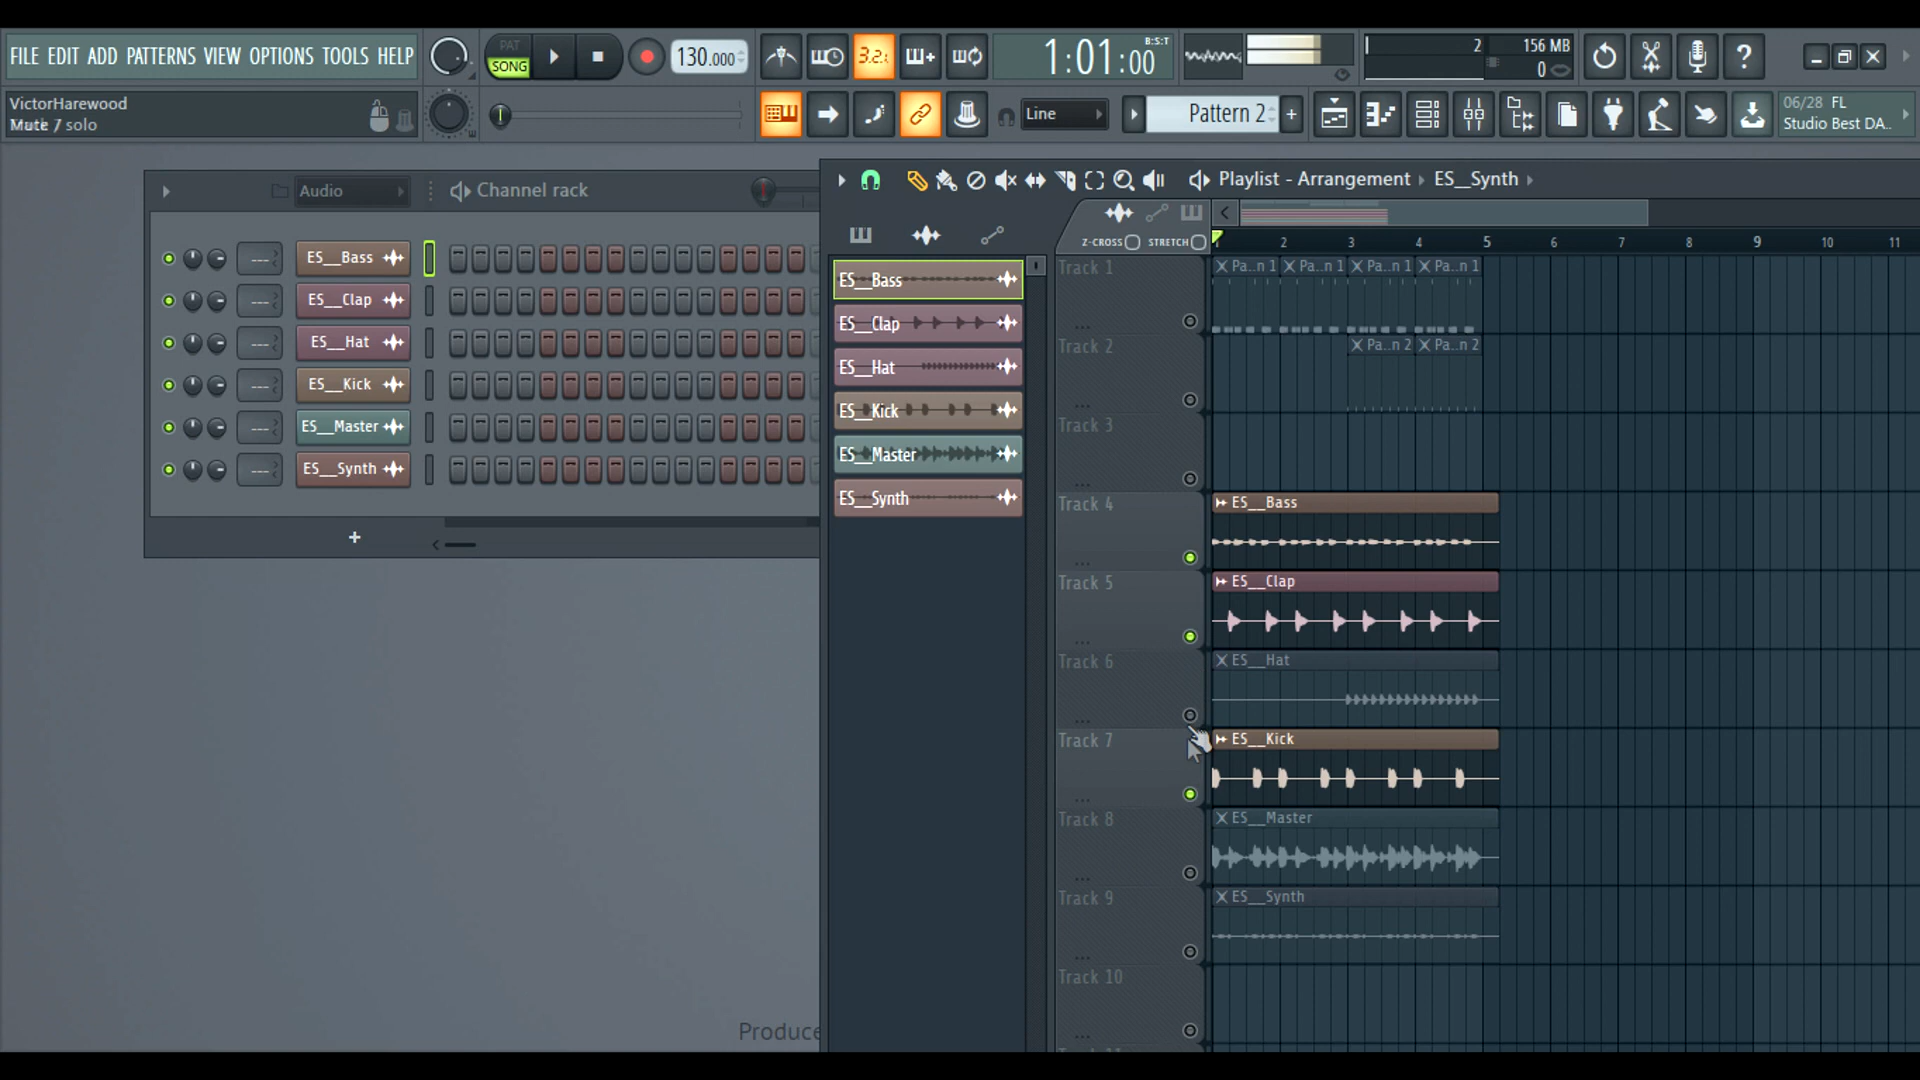 FILE EDIT ADD PATTERNS VIEW OPTIONS TOOLS HELP
PAT
SONG
130.000
3.2.:
1:01:00
B:S:T
2
156 MB
0
VictorHarewood
Mute / solo
Line
Pattern 2
06/28 FL
Studio Best DA..
Audio
Channel rack
ES__Bass
ES__Clap
ES__Hat
ES__Kick
ES__Master
ES__Synth
Produce
Playlist - Arrangement
ES__Synth
Z-CROSS
STRETCH
ES__Bass
ES__Clap
ES__Hat
ES__Kick
ES__Master
ES__Synth
2 3 4 5 6 7 8 9 10 11
Track 1
Pa..n 1 Pa..n 1 Pa..n 1 Pa..n 1
Track 2
Pa..n 2 Pa..n 2
Track 3
Track 4
ES__Bass
Track 5
ES__Clap
Track 6
ES__Hat
Track 7
ES__Kick
Track 8
ES__Master
Track 9
ES__Synth
Track 10